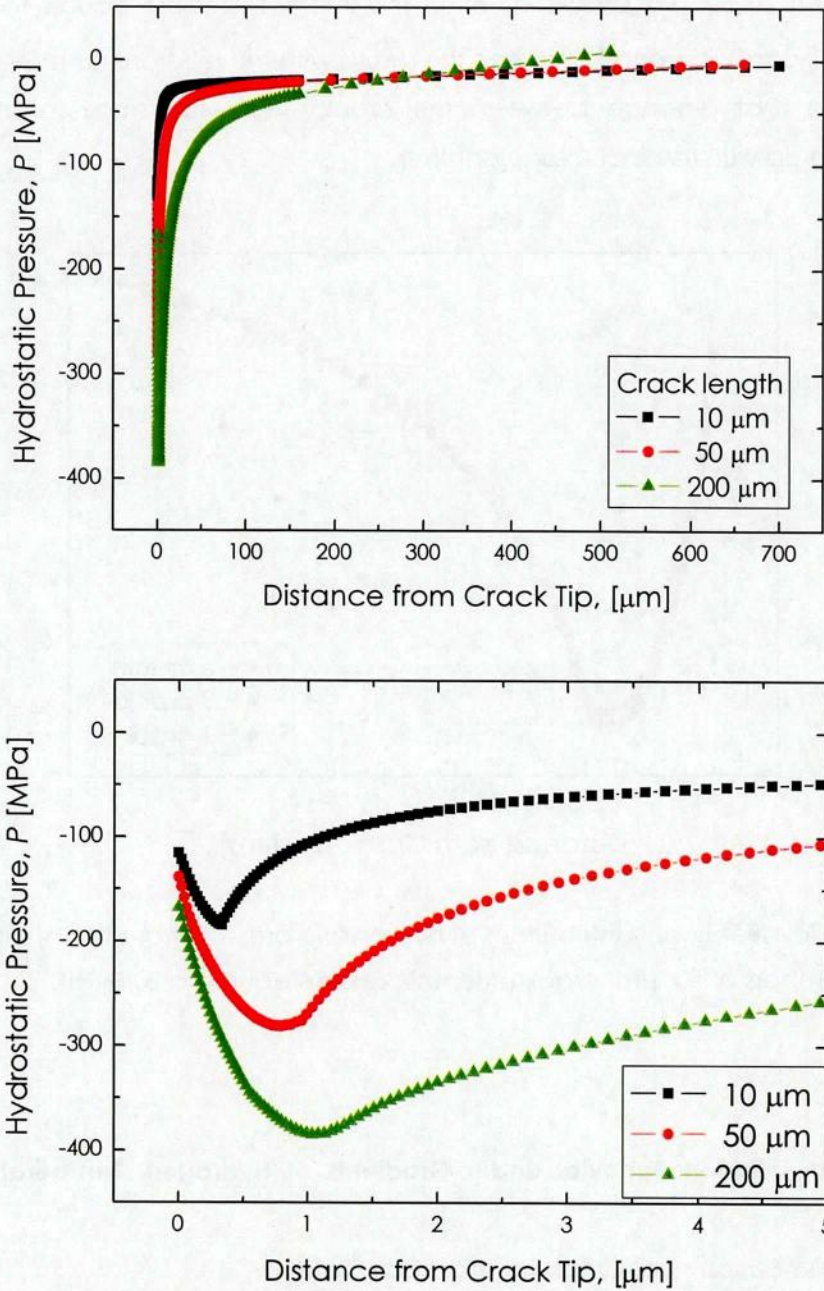 0
-100
-200
-300
-400
Hydrostatic Pressure, P [MPa]
Crack length
10 μm
50 μm
200 μm
0 100 200 300 400 500 600 700
Distance from Crack Tip, [μm]
0
-100
-200
-300
-400
Hydrostatic Pressure, P [MPa]
10 μm
50 μm
200 μm
0 1 2 3 4 5
Distance from Crack Tip, [μm]